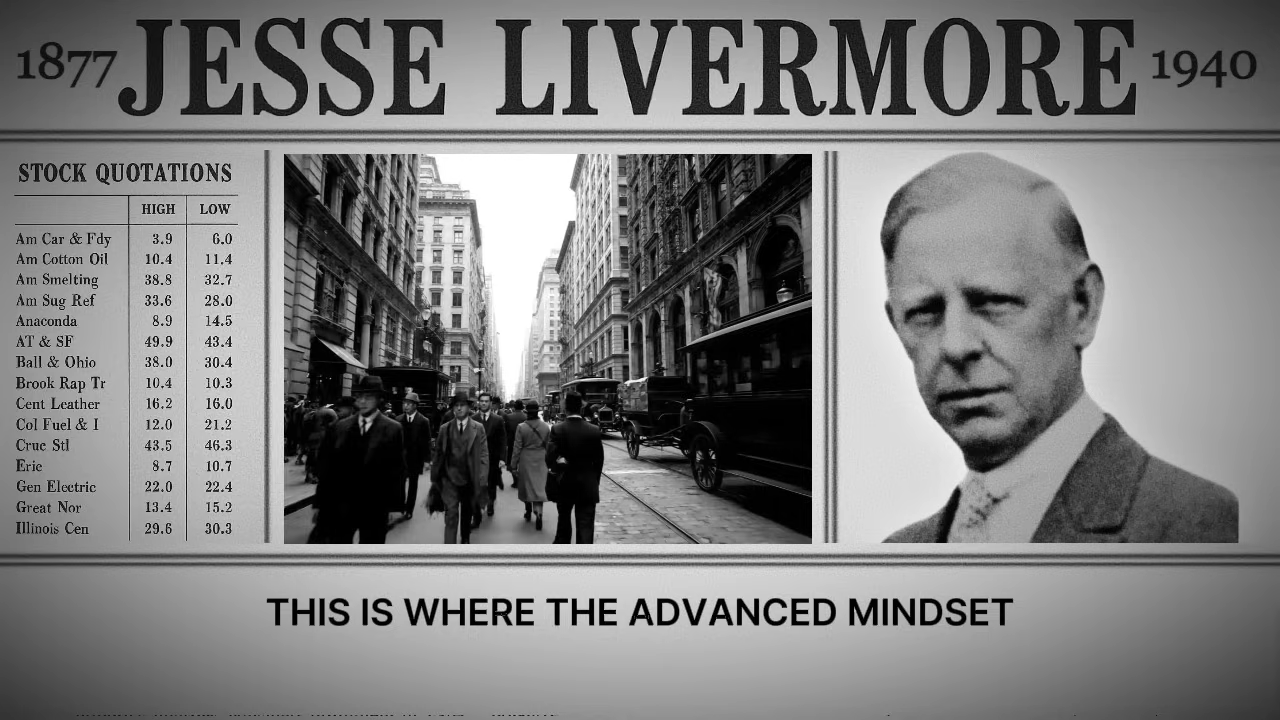 1877 JESSE LIVERMORE 1940
STOCK QUOTATIONS
HIGH LOW
Am Car & Fdy 3.9 6.0
Am Cotton Oil 10.4 11.4
Am Smelting 38.8 32.7
Am Sug Ref 33.6 28.0
Anaconda 8.9 14.5
AT & SF 49.9 43.4
Ball & Ohio 38.0 30.4
Brook Rap Tr 10.4 10.3
Cent Leather 16.2 16.0
Col Fuel & I 12.0 21.2
Cruc Stl 43.5 46.3
Erie 8.7 10.7
Gen Electric 22.0 22.4
Great Nor 13.4 15.2
Illinois Cen 29.6 30.3
THIS IS WHERE THE ADVANCED MINDSET